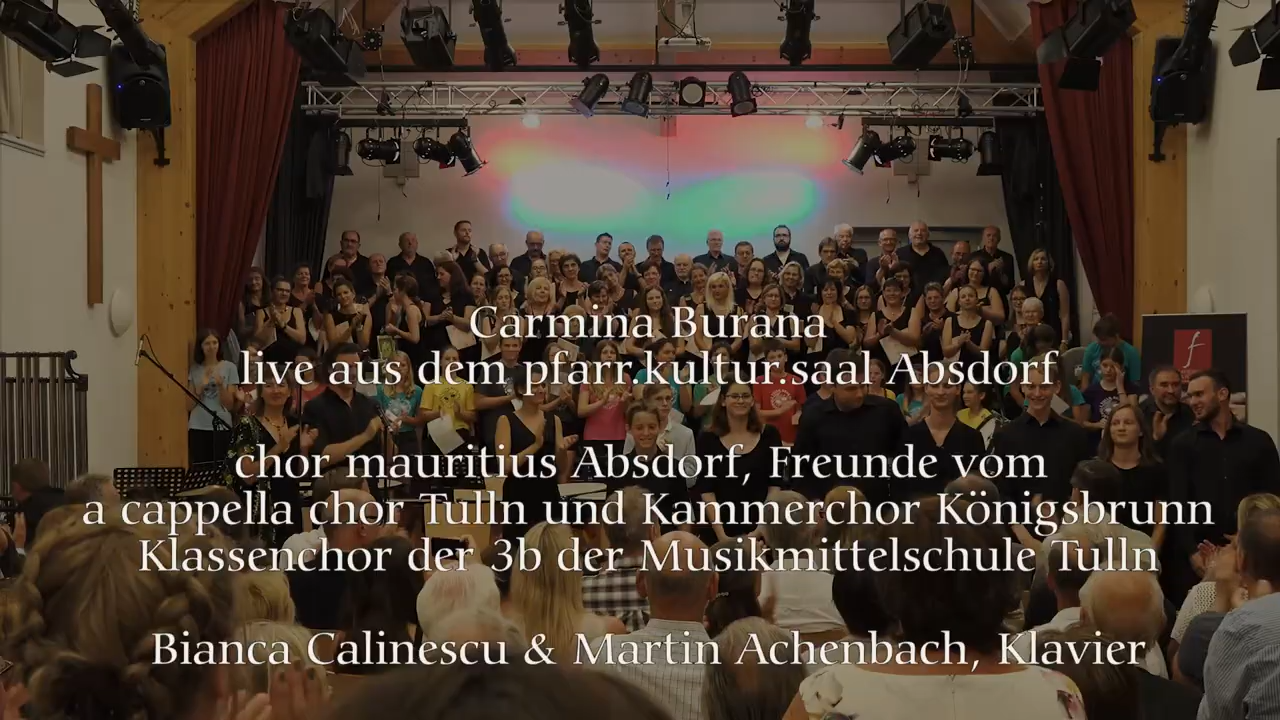 Carmina Burana
live aus dem pfarr.kultur.saal Absdorf
f
chor mauritius Absdorf, Freunde vom
a cappella chor Tulln und Kammerchor Königsbrunn
Klassenchor der 3b der Musikmittelschule Tulln
Bianca Calinescu & Martin Achenbach, Klavier